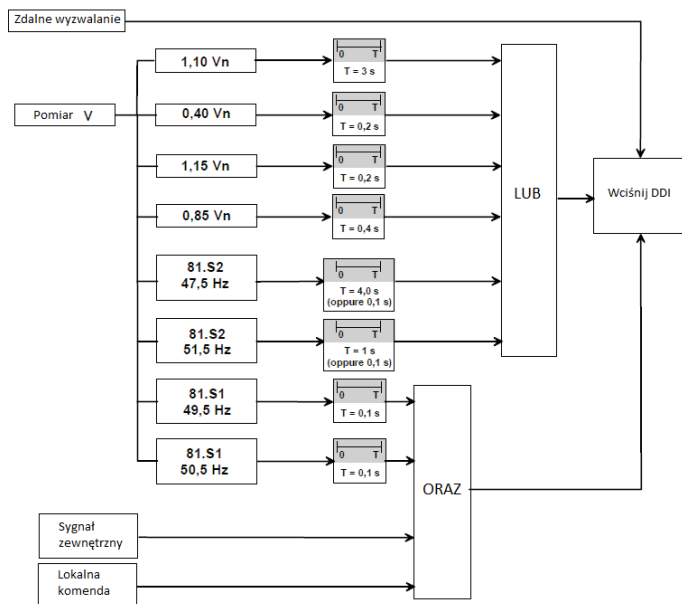 Zdalne wyzwalanie
1,10 Vn
0 T
T = 3 s
Pomiar V
0,40 Vn
0 T
T = 0,2 s
1,15 Vn
0 T
T = 0,2 s
0,85 Vn
0 T
T = 0,4 s
81.S2
47,5 Hz
0 T
T = 4,0 s
(oppure 0,1 s)
81.S2
51,5 Hz
0 T
T = 1 s
(oppure 0,1 s)
LUB
Wciśnij DDI
81.S1
49,5 Hz
0 T
T = 0,1 s
81.S1
50,5 Hz
0 T
T = 0,1 s
ORAZ
Sygnał
zewnętrzny
Lokalna
komenda